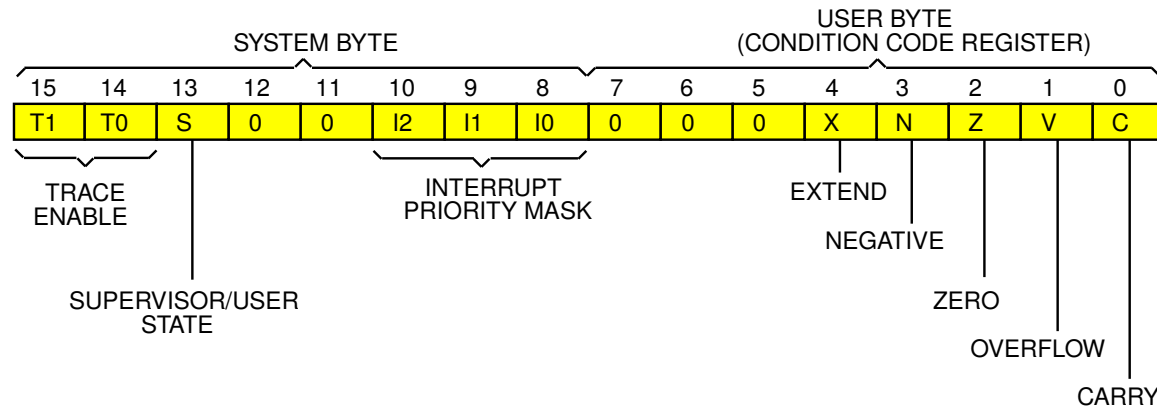 SYSTEM BYTE
USER BYTE
(CONDITION CODE REGISTER)
15 14 13 12 11 10 9 8 7 6 5 4 3 2 1 0
T1 T0 S 0 0 I2 I1 I0 0 0 0 X N Z V C
TRACE
ENABLE
INTERRUPT
PRIORITY MASK
EXTEND
NEGATIVE
SUPERVISOR/USER
STATE
ZERO
OVERFLOW
CARRY